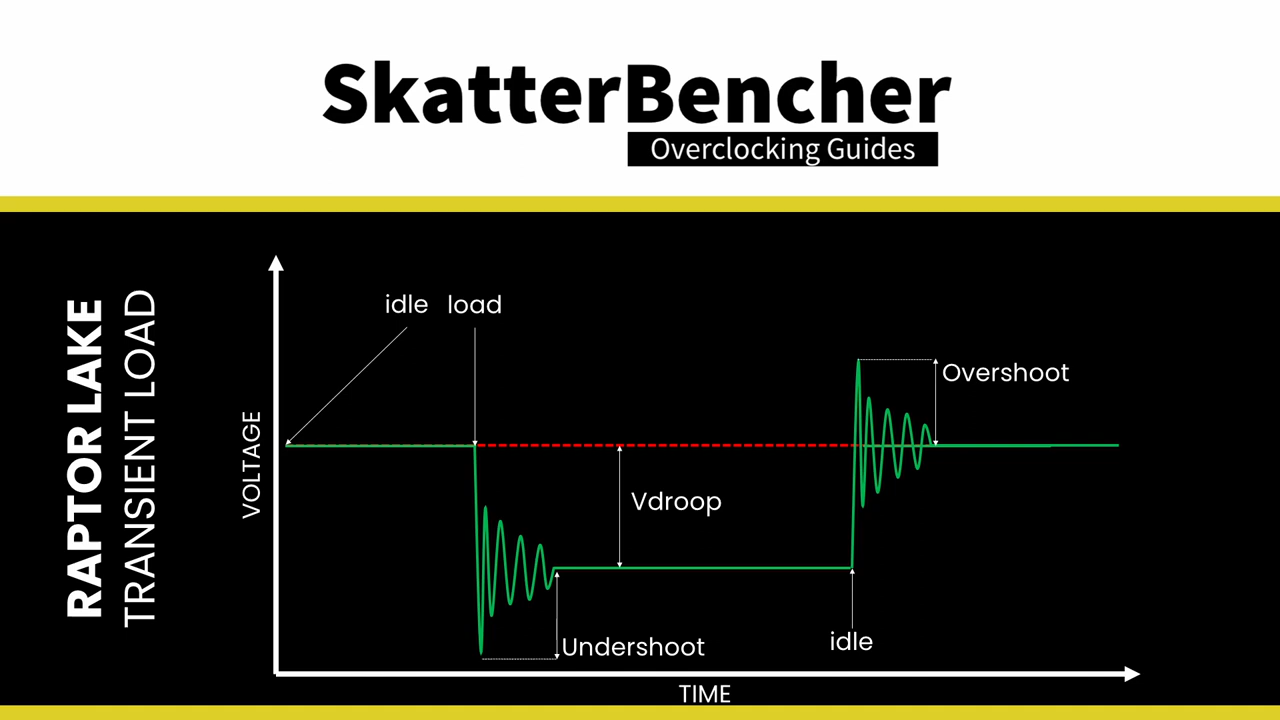 SkatterBencher
Overclocking Guides
RAPTOR LAKE
TRANSIENT LOAD
VOLTAGE
idle
load
Overshoot
Vdroop
Undershoot
idle
TIME